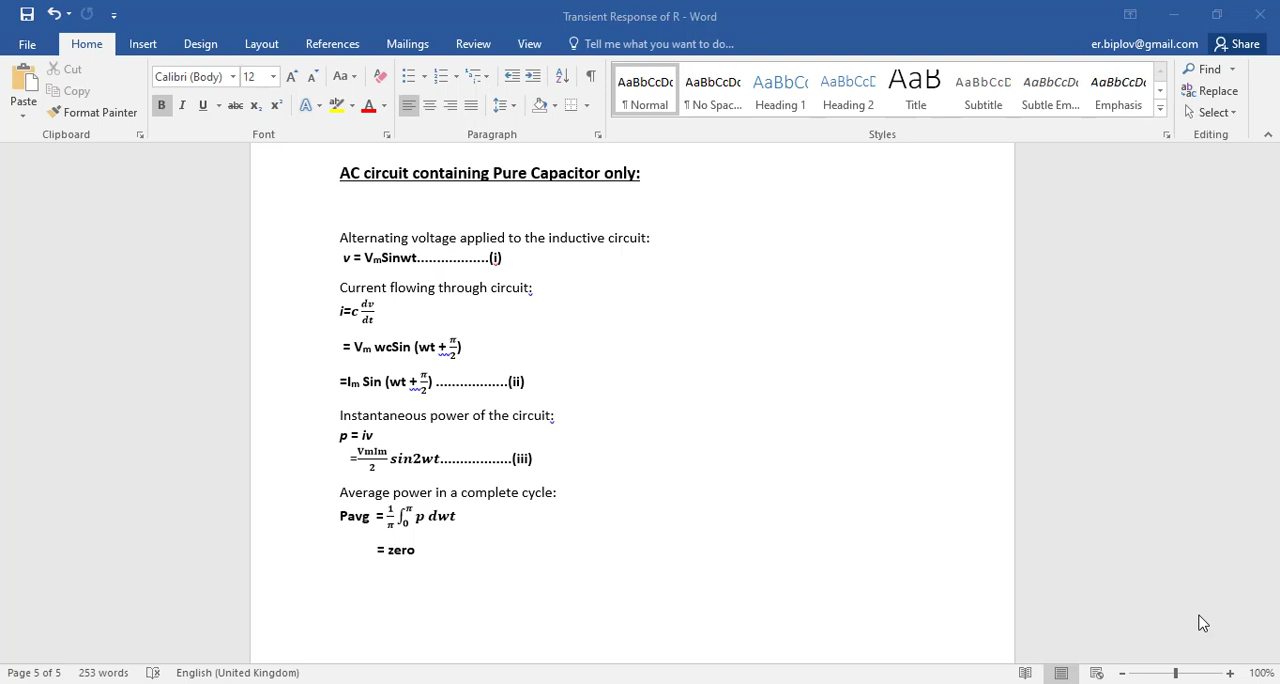 Transient Response of R - Word
File Home Insert Design Layout References Mailings Review View Tell me what you want to do... er.biplov@gmail.com Share
Paste Cut Copy Format Painter
Calibri (Body) 12
AaBbCcDc AaBbCcDc AaBbCc AaBbCcD AaB AaBbCcD AaBbCcDc AaBbCcDc
¶ Normal ¶ No Spac... Heading 1 Heading 2 Title Subtitle Subtle Em... Emphasis
Find Replace Select
Clipboard Font Paragraph Styles Editing
AC circuit containing Pure Capacitor only:
Alternating voltage applied to the inductive circuit:
v = VmSinwt..................(i)
Current flowing through circuit:
i=c dv/dt
= Vm wcSin (wt + π/2)
=Im Sin (wt + π/2) ..................(ii)
Instantaneous power of the circuit:
p = iv
=VmIm/2 sin2wt..................(iii)
Average power in a complete cycle:
Pavg = 1/π ∫₀^π p dwt
= zero
Page 5 of 5 253 words English (United Kingdom) 100%